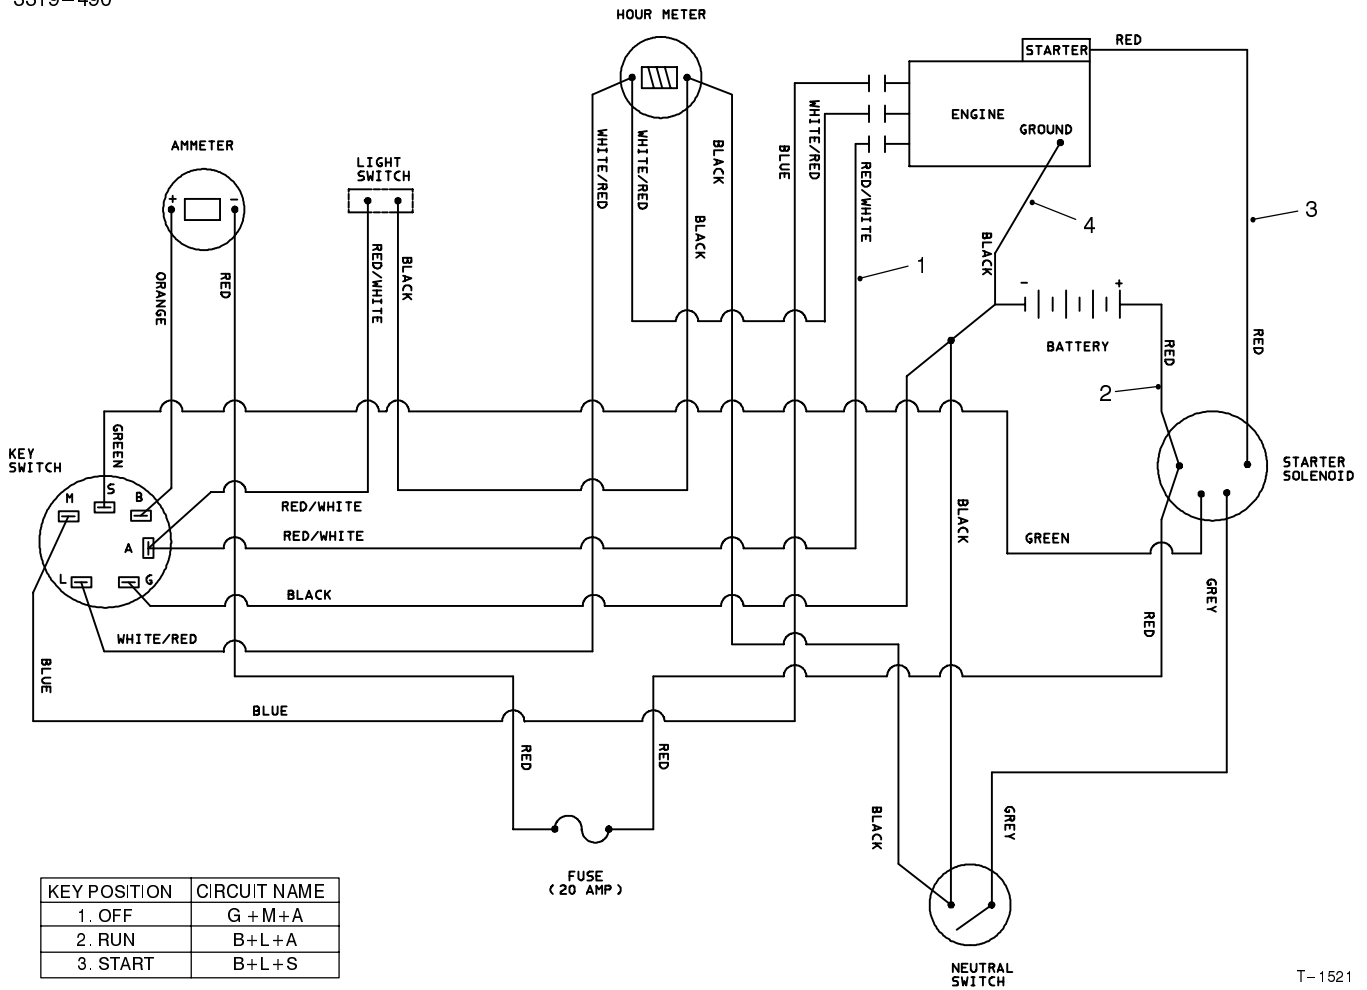 HOUR METER
STARTER
RED
ENGINE
GROUND
AMMETER
+
−
LIGHT
SWITCH
WHITE/RED
WHITE/RED
BLACK
BLACK
BLUE
WHITE/RED
RED/WHITE
BLACK
1
4
3
ORANGE
RED
RED/WHITE
BLACK
−
+
BATTERY
RED
RED
2
KEY
SWITCH
GREEN
M
S
B
A
L
G
RED/WHITE
RED/WHITE
BLACK
WHITE/RED
BLUE
BLUE
BLACK
GREEN
STARTER
SOLENOID
GREY
RED
RED
RED
FUSE
(20 AMP)
BLACK
GREY
NEUTRAL
SWITCH
KEY POSITION CIRCUIT NAME
1. OFF G+M+A
2. RUN B+L+A
3. START B+L+S
T-1521